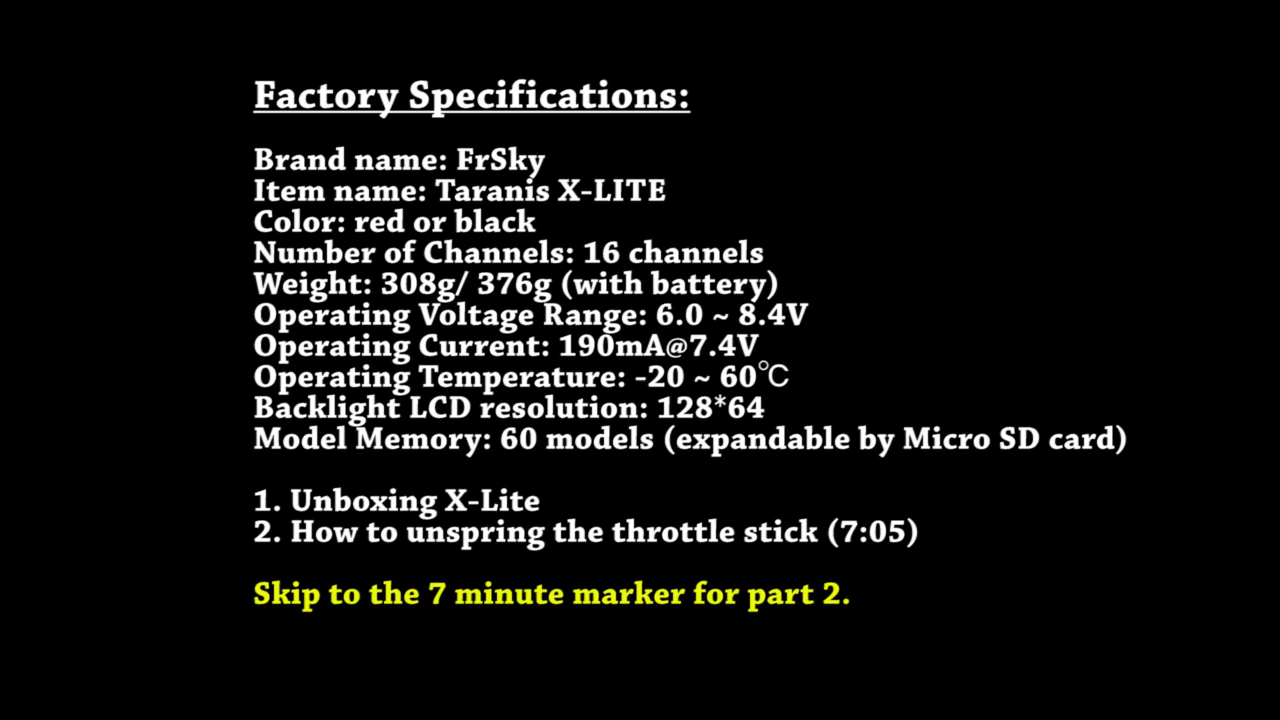 Factory Specifications:
Brand name: FrSky
Item name: Taranis X-LITE
Color: red or black
Number of Channels: 16 channels
Weight: 308g/ 376g (with battery)
Operating Voltage Range: 6.0 ~ 8.4V
Operating Current: 190mA@7.4V
Operating Temperature: -20 ~ 60℃
Backlight LCD resolution: 128*64
Model Memory: 60 models (expandable by Micro SD card)
1. Unboxing X-Lite
2. How to unspring the throttle stick (7:05)
Skip to the 7 minute marker for part 2.